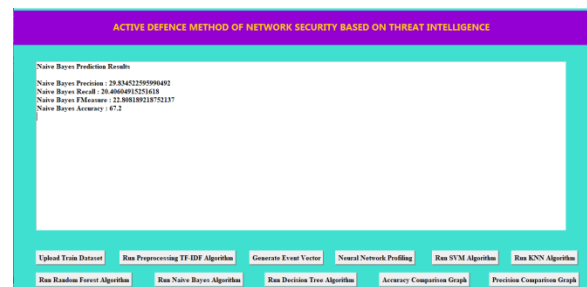 ACTIVE DEFENCE METHOD OF NETWORK SECURITY BASED ON THREAT INTELLIGENCE
Naive Bayes Prediction Results
Naive Bayes Precision : 29.834522595990492
Naive Bayes Recall : 20.40604915251618
Naive Bayes FMeasure : 22.808189218752137
Naive Bayes Accuracy : 67.2
Upload Train Dataset Run Preprocessing TF-IDF Algorithm Generate Event Vector Neural Network Profiling Run SVM Algorithm Run KNN Algorithm
Run Random Forest Algorithm Run Naive Bayes Algorithm Run Decision Tree Algorithm Accuracy Comparison Graph Precision Comparison Graph